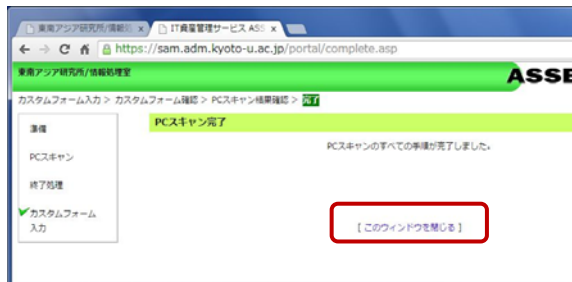 東南アジア研究所/情報処
IT資産管理サービス ASS
https://sam.adm.kyoto-u.ac.jp/portal/complete.asp
東南アジア研究所/情報処理室
ASSE
カスタムフォーム入力 > カスタムフォーム確認 > PCスキャン結果確認 > 完了
準備
PCスキャン
終了処理
カスタムフォーム
入力
PCスキャン完了
PCスキャンのすべての手順が完了しました。
[ このウィンドウを閉じる ]